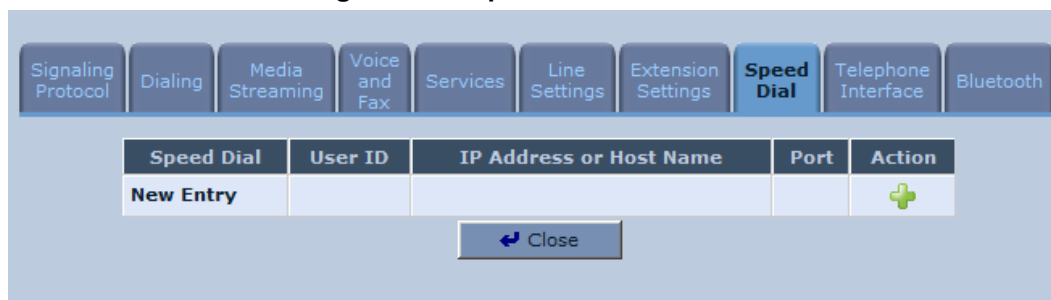 Signaling Protocol
Dialing
Media Streaming
Voice and Fax
Services
Line Settings
Extension Settings
Speed Dial
Telephone Interface
Bluetooth
Speed Dial User ID IP Address or Host Name Port Action
New Entry
Close